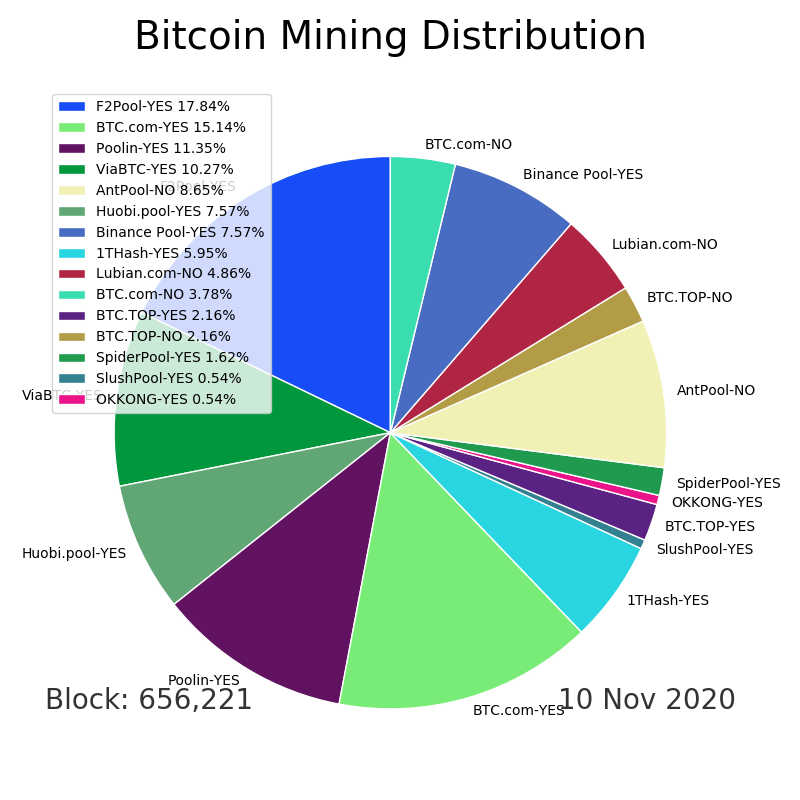 Bitcoin Mining Distribution
F2Pool-YES 17.84%
BTC.com-YES 15.14%
Poolin-YES 11.35%
ViaBTC-YES 10.27%
AntPool-NO 8.65%
Huobi.pool-YES 7.57%
Binance Pool-YES 7.57%
1THash-YES 5.95%
Lubian.com-NO 4.86%
BTC.com-NO 3.78%
BTC.TOP-YES 2.16%
BTC.TOP-NO 2.16%
SpiderPool-YES 1.62%
SlushPool-YES 0.54%
OKKONG-YES 0.54%
BTC.com-NO
Binance Pool-YES
Lubian.com-NO
BTC.TOP-NO
AntPool-NO
SpiderPool-YES
OKKONG-YES
BTC.TOP-YES
SlushPool-YES
1THash-YES
BTC.com-YES
Poolin-YES
Huobi.pool-YES
ViaBTC-YES
F2Pool-YES
Block: 656,221
10 Nov 2020